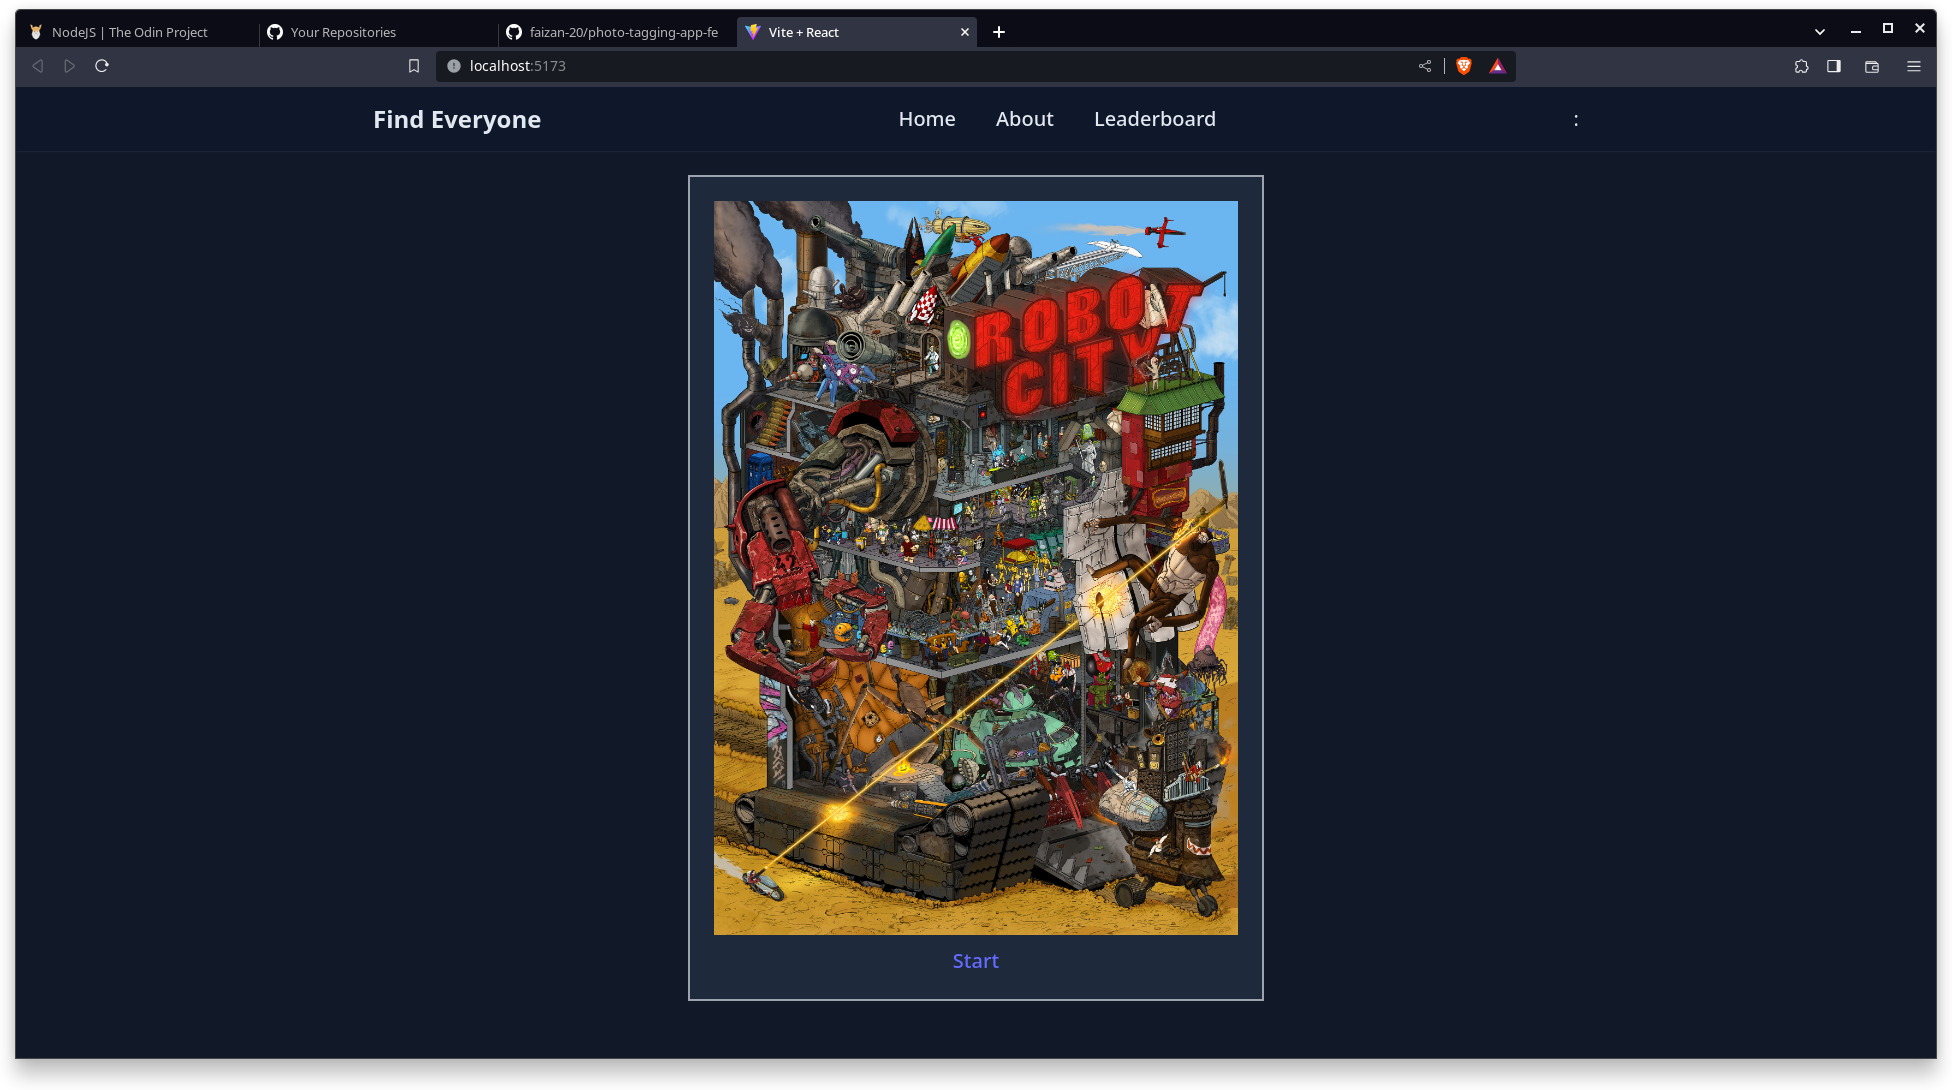 NodeJS | The Odin Project
Your Repositories
faizan-20/photo-tagging-app-fe
Vite + React
localhost:5173
Find Everyone
Home
About
Leaderboard
:
ROBOT
CITY
42
Start